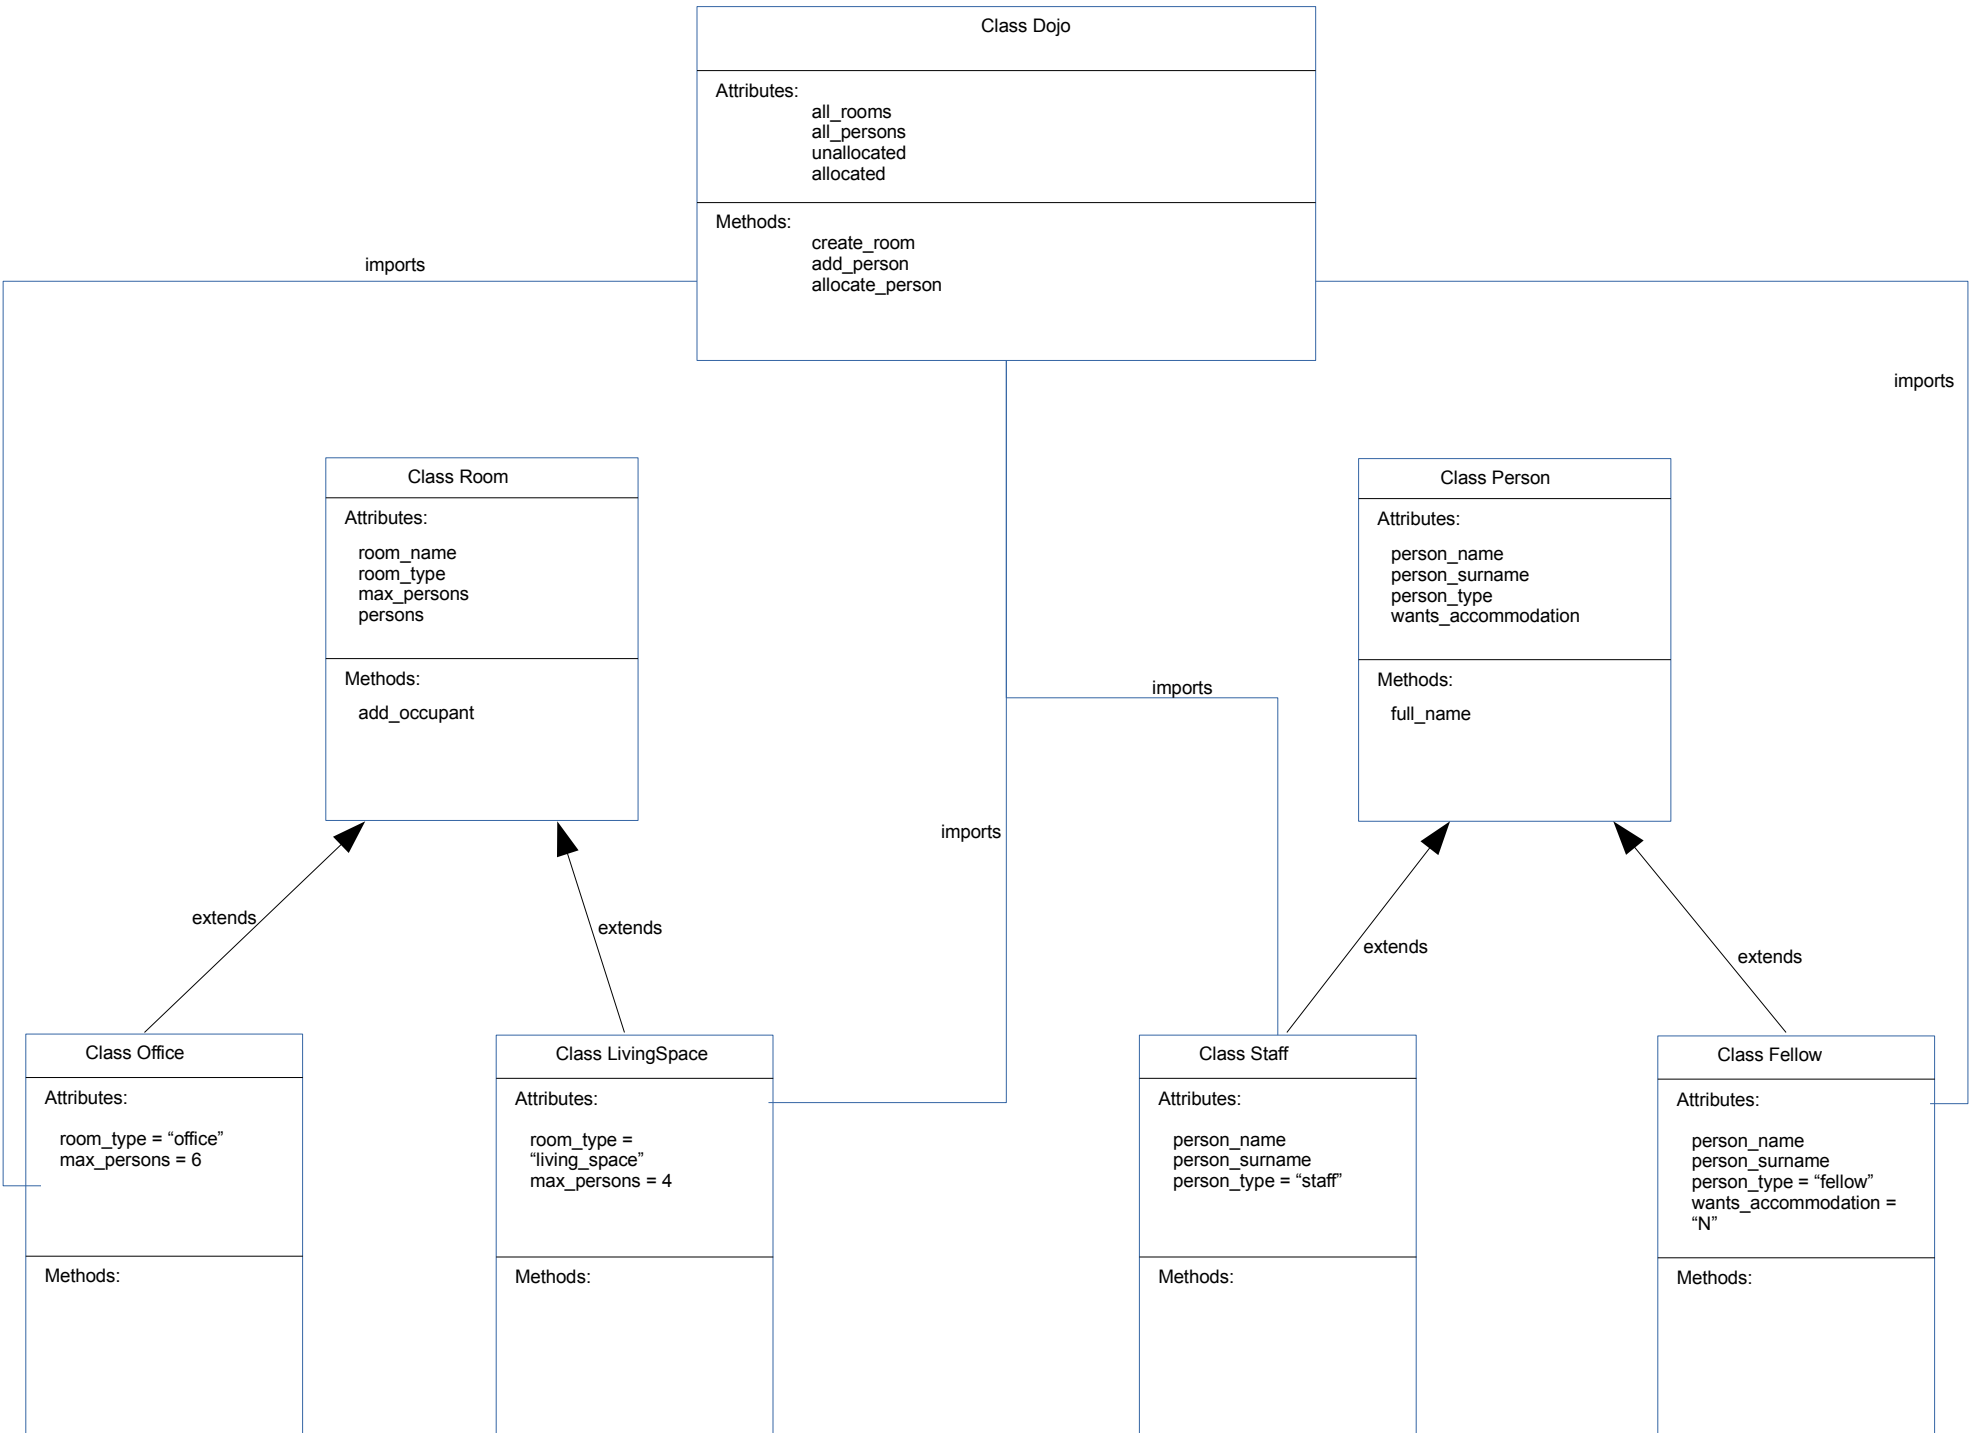 Class Dojo
Attributes:
all_rooms
all_persons
unallocated
allocated
Methods:
create_room
add_person
allocate_person
imports
imports
Class Room
Attributes:
room_name
room_type
max_persons
persons
Methods:
add_occupant
Class Person
Attributes:
person_name
person_surname
person_type
wants_accommodation
Methods:
full_name
imports
imports
extends
extends
extends
extends
Class Office
Attributes:
room_type = “office”
max_persons = 6
Methods:
Class LivingSpace
Attributes:
room_type =
“living_space”
max_persons = 4
Methods:
Class Staff
Attributes:
person_name
person_surname
person_type = “staff”
Methods:
Class Fellow
Attributes:
person_name
person_surname
person_type = “fellow”
wants_accommodation =
“N”
Methods: